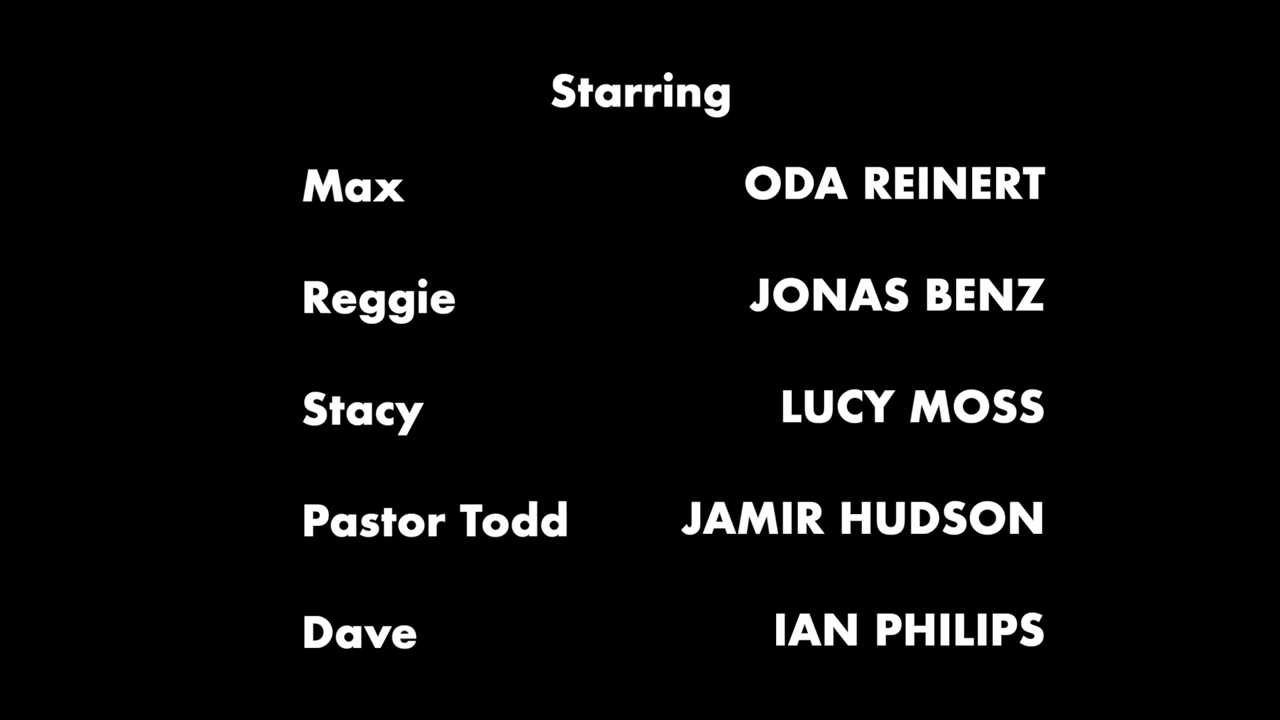 Starring
Max ODA REINERT
Reggie JONAS BENZ
Stacy LUCY MOSS
Pastor Todd JAMIR HUDSON
Dave IAN PHILIPS